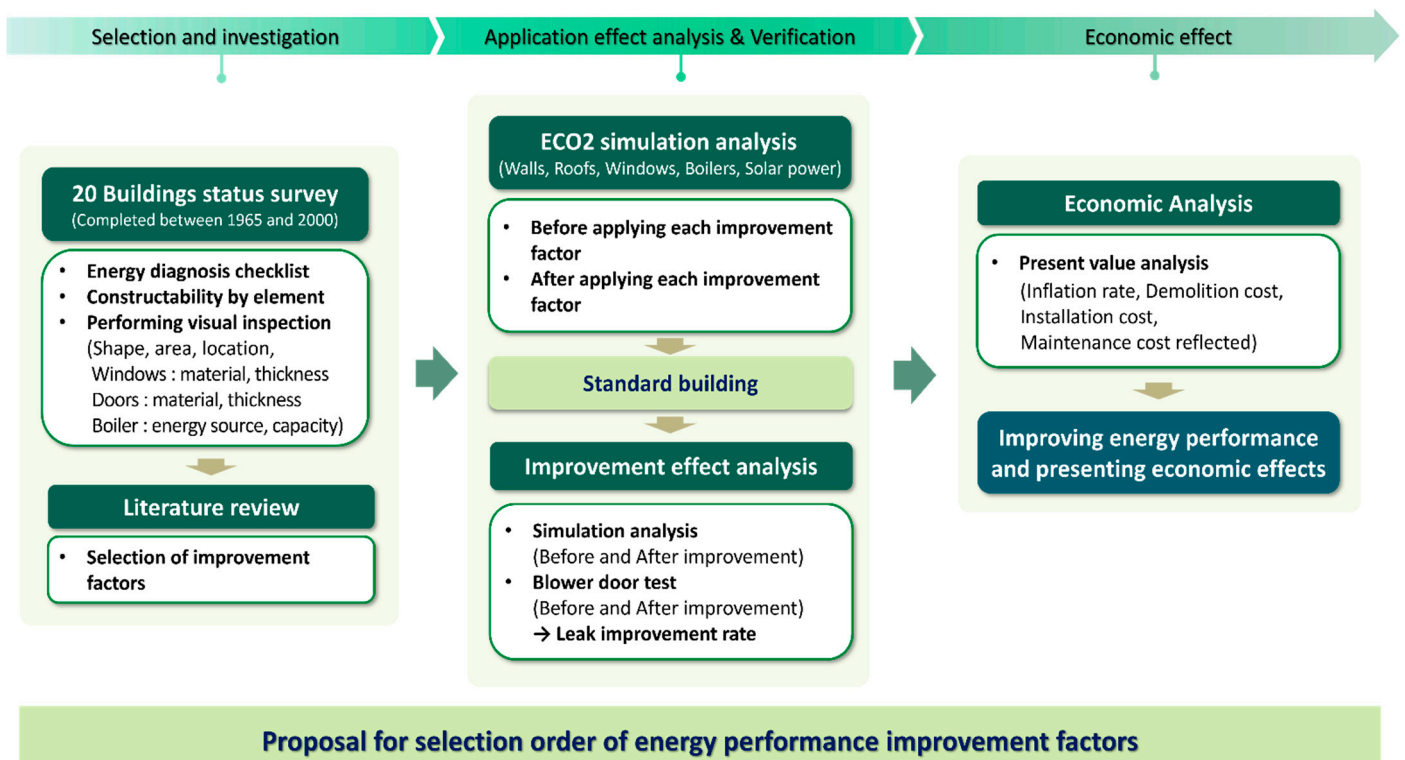 Selection and investigation
Application effect analysis & Verification
Economic effect
20 Buildings status survey
(Completed between 1965 and 2000)
• Energy diagnosis checklist
• Constructability by element
• Performing visual inspection
(Shape, area, location,
Windows : material, thickness
Doors : material, thickness
Boiler : energy source, capacity)
Literature review
• Selection of improvement
factors
ECO2 simulation analysis
(Walls, Roofs, Windows, Boilers, Solar power)
• Before applying each improvement
factor
• After applying each improvement
factor
Standard building
Improvement effect analysis
• Simulation analysis
(Before and After improvement)
• Blower door test
(Before and After improvement)
→ Leak improvement rate
Economic Analysis
• Present value analysis
(Inflation rate, Demolition cost,
Installation cost,
Maintenance cost reflected)
Improving energy performance
and presenting economic effects
Proposal for selection order of energy performance improvement factors